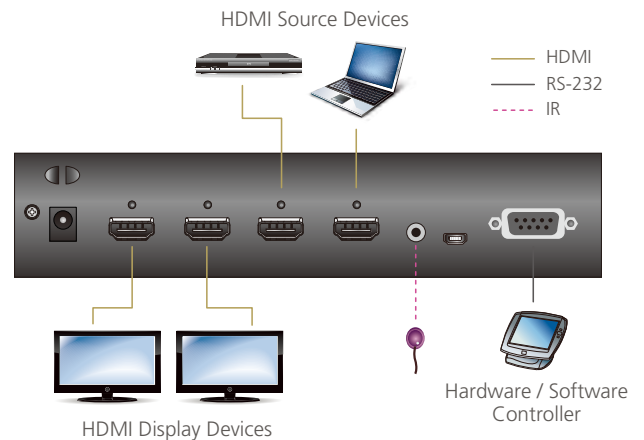 HDMI Source Devices
HDMI
RS-232
IR
HDMI Display Devices
Hardware / Software
Controller